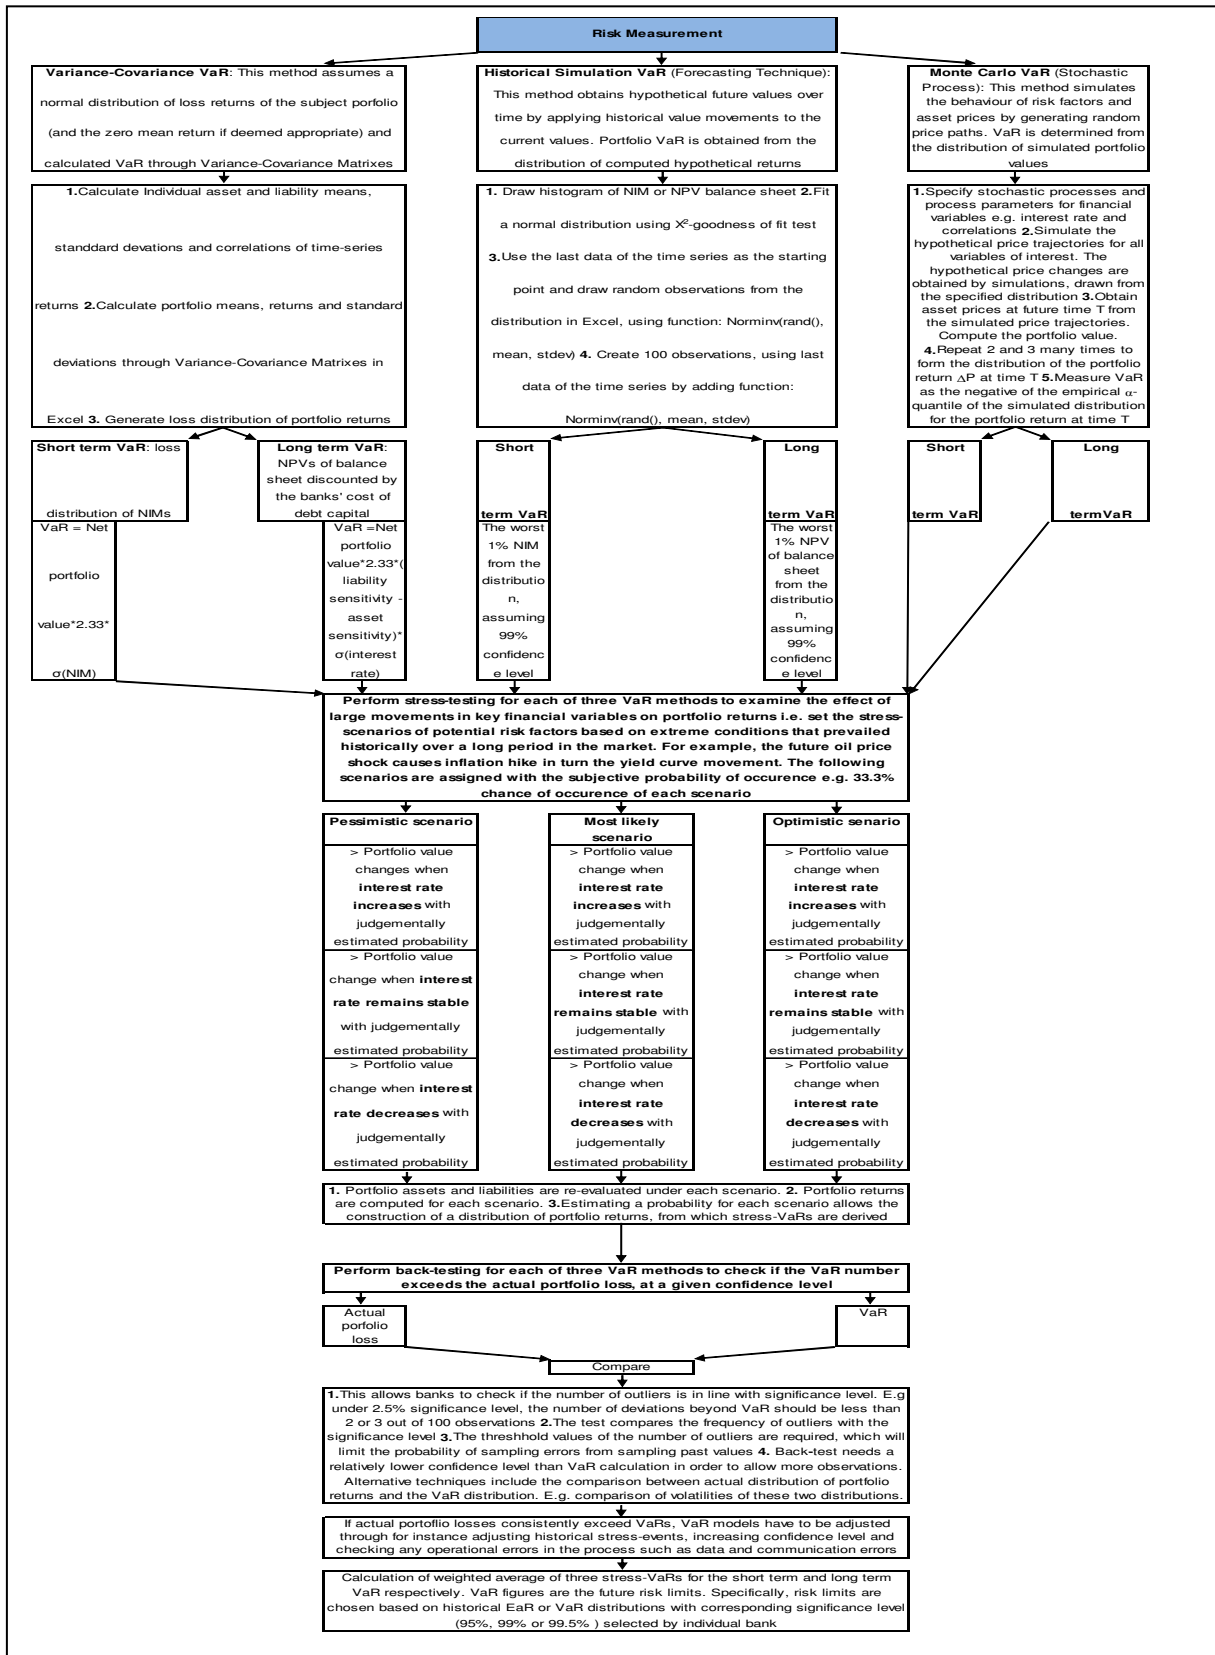 Risk Measurement
Variance-Covariance VaR: This method assumes a
normal distribution of loss returns of the subject porfolio
(and the zero mean return if deemed appropriate) and
calculated VaR through Variance-Covariance Matrixes
Historical Simulation VaR (Forecasting Technique):
This method obtains hypothetical future values over
time by applying historical value movements to the
current values. Portfolio VaR is obtained from the
distribution of computed hypothetical returns
Monte Carlo VaR (Stochastic
Process): This method simulates
the behaviour of risk factors and
asset prices by generating random
price paths. VaR is determined from
the distribution of simulated portfolio
values
1.Calculate Individual asset and liability means,
standdard devations and correlations of time-series
returns 2.Calculate portfolio means, returns and standard
deviations through Variance-Covariance Matrixes in
Excel 3. Generate loss distribution of portfolio returns
1. Draw histogram of NIM or NPV balance sheet 2.Fit
a normal distribution using X²-goodness of fit test
3.Use the last data of the time series as the starting
point and draw random observations from the
distribution in Excel, using function: Norminv(rand(),
mean, stdev) 4. Create 100 observations, using last
data of the time series by adding function:
Norminv(rand(), mean, stdev)
1.Specify stochastic processes and
process parameters for financial
variables e.g. interest rate and
correlations 2.Simulate the
hypothetical price trajectories for all
variables of interest. The
hypothetical price changes are
obtained by simulations, drawn from
the specified distribution 3.Obtain
asset prices at future time T from
the simulated price trajectories.
Compute the portfolio value.
4.Repeat 2 and 3 many times to
form the distribution of the portfolio
return ΔP at time T 5.Measure VaR
as the negative of the empirical α-
quantile of the simulated distribution
for the portfolio return at time T
Short term VaR: loss
distribution of NIMs
Long term VaR:
NPVs of balance
sheet discounted by
the banks' cost of
debt capital
Short
term VaR
Long
term VaR
Short
term VaR
Long
termVaR
VaR = Net
portfolio
value*2.33*
σ(NIM)
VaR =Net
portfolio
value*2.33*(
liability
sensitivity -
asset
sensitivity)*
σ(interest
rate)
The worst
1% NIM
from the
distributio
n,
assuming
99%
confidenc
e level
The worst
1% NPV
of balance
sheet
from the
distributio
n,
assuming
99%
confidenc
e level
Perform stress-testing for each of three VaR methods to examine the effect of
large movements in key financial variables on portfolio returns i.e. set the stress-
scenarios of potential risk factors based on extreme conditions that prevailed
historically over a long period in the market. For example, the future oil price
shock causes inflation hike in turn the yield curve movement. The following
scenarios are assigned with the subjective probability of occurence e.g. 33.3%
chance of occurence of each scenario
Pessimistic scenario
Most likely
scenario
Optimistic senario
> Portfolio value
changes when
interest rate
increases with
judgementally
estimated probability
> Portfolio value
change when
interest rate
increases with
judgementally
estimated probability
> Portfolio value
change when
interest rate
increases with
judgementally
estimated probability
> Portfolio value
change when interest
rate remains stable
with judgementally
estimated probability
> Portfolio value
change when
interest rate
remains stable with
judgementally
estimated probability
> Portfolio value
change when
interest rate
remains stable with
judgementally
estimated probability
> Portfolio value
change when interest
rate decreases with
judgementally
estimated probability
> Portfolio value
change when
interest rate
decreases with
judgementally
estimated probability
> Portfolio value
change when
interest rate
decreases with
judgementally
estimated probability
1. Portfolio assets and liabilities are re-evaluated under each scenario. 2. Portfolio returns
are computed for each scenario. 3.Estimating a probability for each scenario allows the
construction of a distribution of portfolio returns, from which stress-VaRs are derived
Perform back-testing for each of three VaR methods to check if the VaR number
exceeds the actual portfolio loss, at a given confidence level
Actual
porfolio
loss
VaR
Compare
1.This allows banks to check if the number of outliers is in line with significance level. E.g
under 2.5% significance level, the number of deviations beyond VaR should be less than
2 or 3 out of 100 observations 2.The test compares the frequency of outliers with the
significance level 3.The threshhold values of the number of outliers are required, which will
limit the probability of sampling errors from sampling past values 4. Back-test needs a
relatively lower confidence level than VaR calculation in order to allow more observations.
Alternative techniques include the comparison between actual distribution of portfolio
returns and the VaR distribution. E.g. comparison of volatilities of these two distributions.
If actual portoflio losses consistently exceed VaRs, VaR models have to be adjusted
through for instance adjusting historical stress-events, increasing confidence level and
checking any operational errors in the process such as data and communication errors
Calculation of weighted average of three stress-VaRs for the short term and long term
VaR respectively. VaR figures are the future risk limits. Specifically, risk limits are
chosen based on historical EaR or VaR distributions with corresponding significance level
(95%, 99% or 99.5% ) selected by individual bank